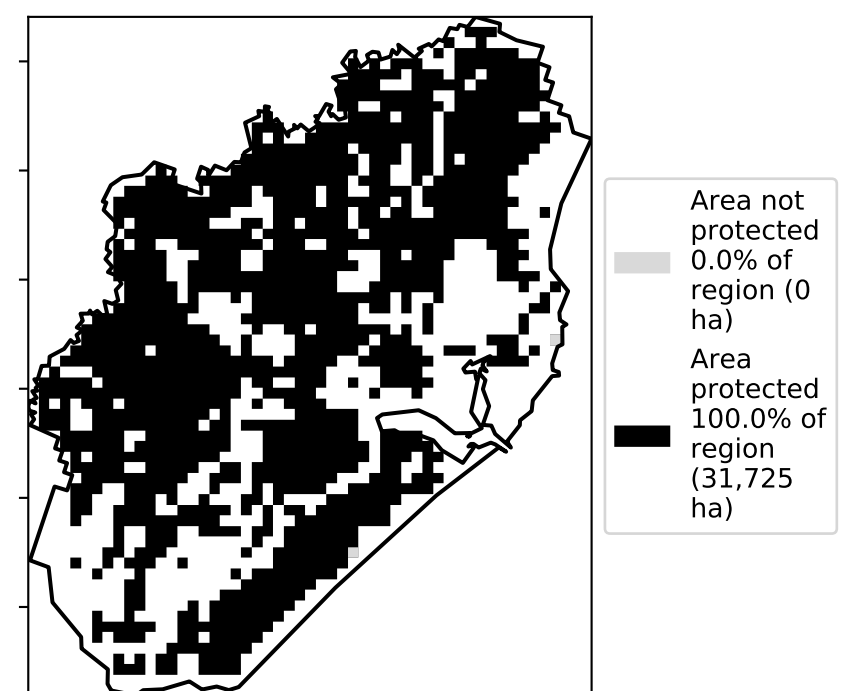 Area not
protected
0.0% of
region (0
ha)
Area
protected
100.0% of
region
(31,725
ha)